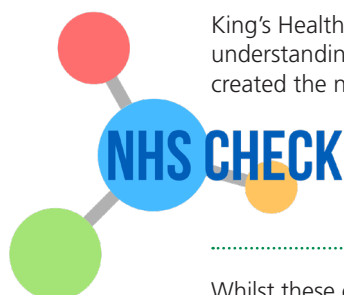 King's Health
understandin
created the n
NHS CHECK
Whilst these